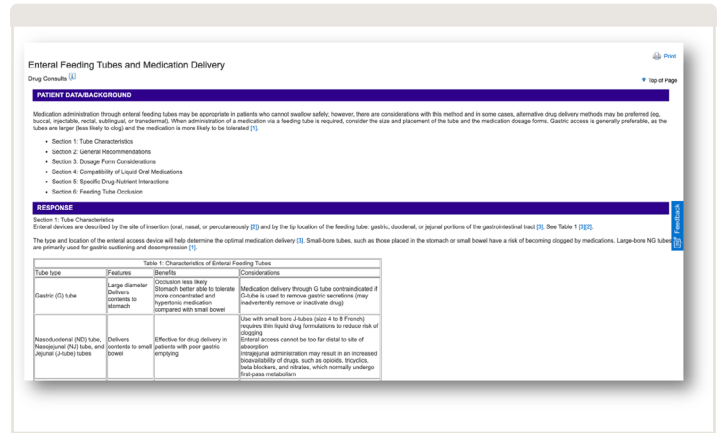 Print
Enteral Feeding Tubes and Medication Delivery
Drug Consults
Top of Page
PATIENT DATA/BACKGROUND
Medication administration through enteral feeding tubes may be appropriate in patients who cannot swallow safely; however, there are considerations with this method and in some cases, alternative drug delivery methods may be preferred (eg,
buccal, injectable, rectal, sublingual, or transdermal). When administration of a medication via a feeding tube is required, consider the size and placement of the tube and the medication dosage forms. Gastric access is generally preferable, as the
tubes are larger (less likely to clog) and the medication is more likely to be tolerated [1].
• Section 1: Tube Characteristics
• Section 2: General Recommendations
• Section 3: Dosage Form Considerations
• Section 4: Compatibility of Liquid Oral Medications
• Section 5: Specific Drug-Nutrient Interactions
• Section 6: Feeding Tube Occlusion
RESPONSE
Section 1: Tube Characteristics
Enteral devices are described by the site of insertion (oral, nasal, or percutaneously [2]) and by the tip location of the feeding tube: gastric, duodenal, or jejunal portions of the gastrointestinal tract [3]. See Table 1 [3][2].
The type and location of the enteral access device will help determine the optimal medication delivery [3]. Small-bore tubes, such as those placed in the stomach or small bowel have a risk of becoming clogged by medications. Large-bore NG tubes
are primarily used for gastric suctioning and decompression [1].
Feedback
Table 1: Characteristics of Enteral Feeding Tubes
Tube type Features Benefits Considerations
Gastric (G) tube
Large diameter
Delivers
contents to
stomach
Occlusion less likely
Stomach better able to tolerate
more concentrated and
hypertonic medication
compared with small bowel
Medication delivery through G tube contraindicated if
G-tube is used to remove gastric secretions (may
inadvertently remove or inactivate drug)
Nasoduodenal (ND) tube,
Nasojejunal (NJ) tube, and
Jejunal (J-tube) tubes
Delivers
contents to small
bowel
Effective for drug delivery in
patients with poor gastric
emptying
Use with small bore J-tubes (size 4 to 8 French)
requires thin liquid drug formulations to reduce risk of
clogging
Enteral access cannot be too far distal to site of
absorption
Intrajejunal administration may result in an increased
bioavailability of drugs, such as opioids, tricyclics,
beta blockers, and nitrates, which normally undergo
first-pass metabolism